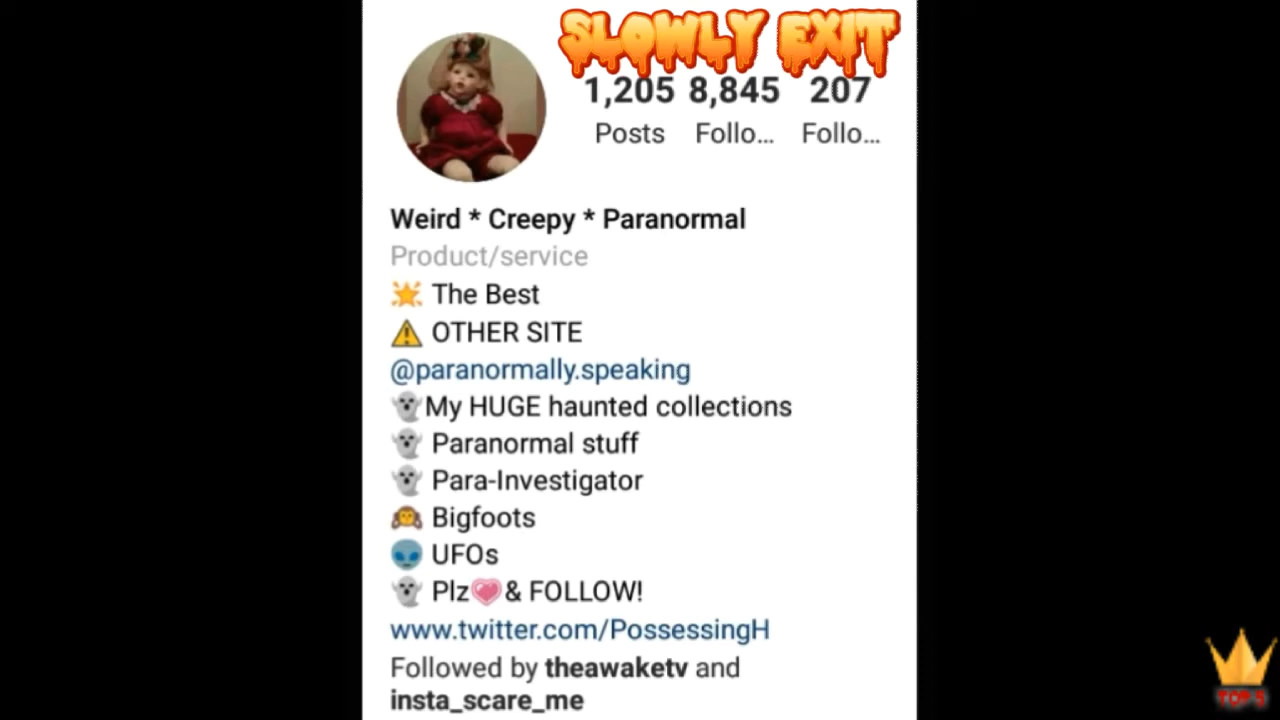 SLOWLY EXIT
1,205 8,845 207
Posts Follo... Follo...
Weird * Creepy * Paranormal
Product/service
The Best
OTHER SITE
@paranormally.speaking
My HUGE haunted collections
Paranormal stuff
Para-Investigator
Bigfoots
UFOs
Plz & FOLLOW!
www.twitter.com/PossessingH
Followed by theawaketv and
insta_scare_me
TOP 5